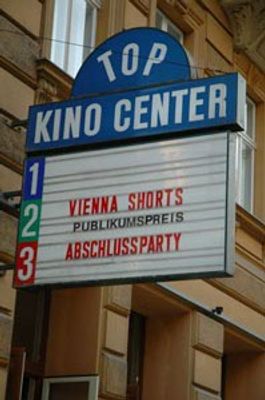 TOP
KINO CENTER
1
2
3
VIENNA SHORTS
PUBLIKUMSPREIS
ABSCHLUSSPARTY